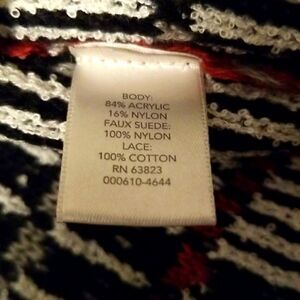 BODY:
84% ACRYLIC
16% NYLON
FAUX SUEDE:
100% NYLON
LACE:
100% COTTON
RN 63823
000610-4644